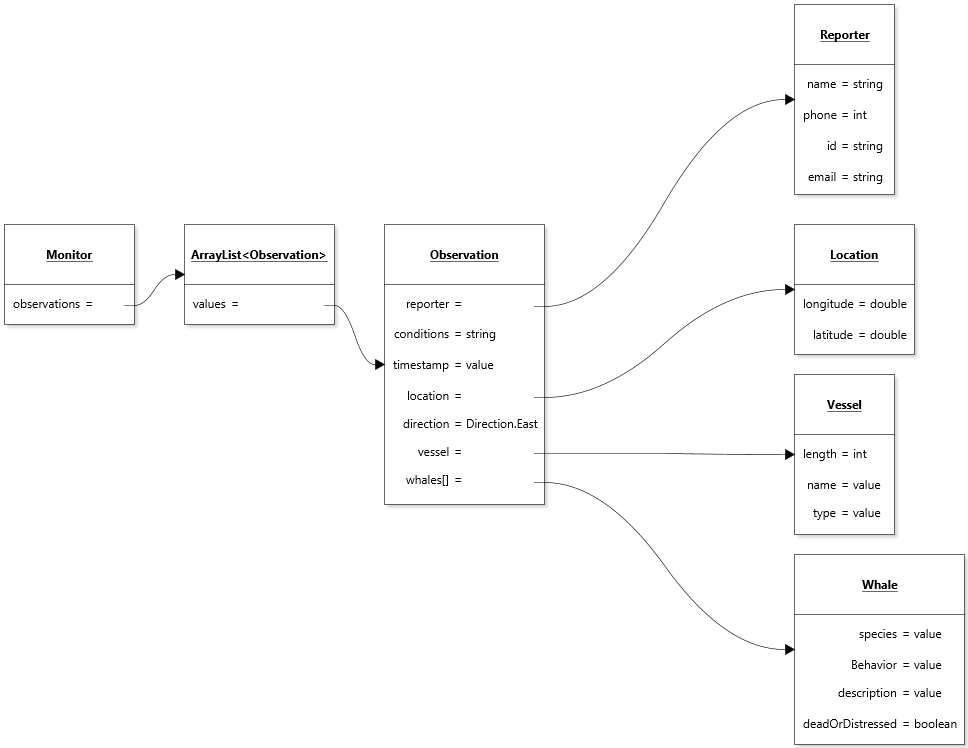 Monitor
observations =
ArrayList<Observation>
values =
Observation
reporter =
conditions = string
timestamp = value
location =
direction = Direction.East
vessel =
whales[] =
Reporter
name = string
phone = int
id = string
email = string
Location
longitude = double
latitude = double
Vessel
length = int
name = value
type = value
Whale
species = value
Behavior = value
description = value
deadOrDistressed = boolean